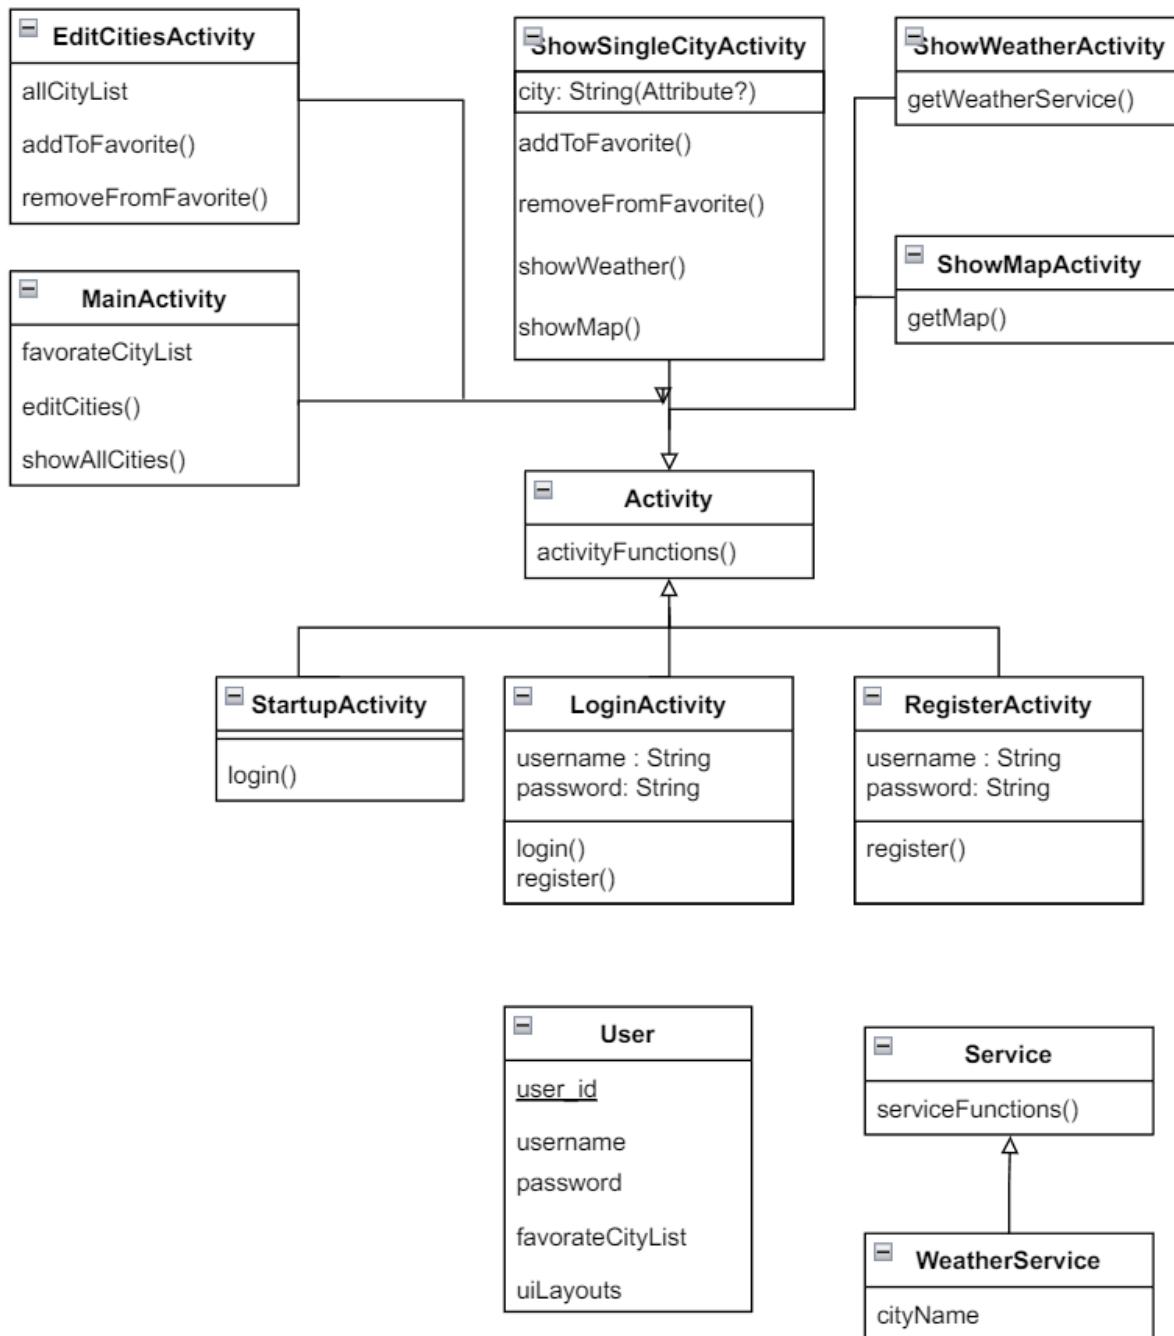 EditCitiesActivity
allCityList
addToFavorite()
removeFromFavorite()
ShowSingleCityActivity
city: String(Attribute?)
addToFavorite()
removeFromFavorite()
showWeather()
showMap()
ShowWeatherActivity
getWeatherService()
ShowMapActivity
getMap()
MainActivity
favorateCityList
editCities()
showAllCities()
Activity
activityFunctions()
StartupActivity
login()
LoginActivity
username : String
password: String
login()
register()
RegisterActivity
username : String
password: String
register()
User
user_id
username
password
favorateCityList
uiLayouts
Service
serviceFunctions()
WeatherService
cityName